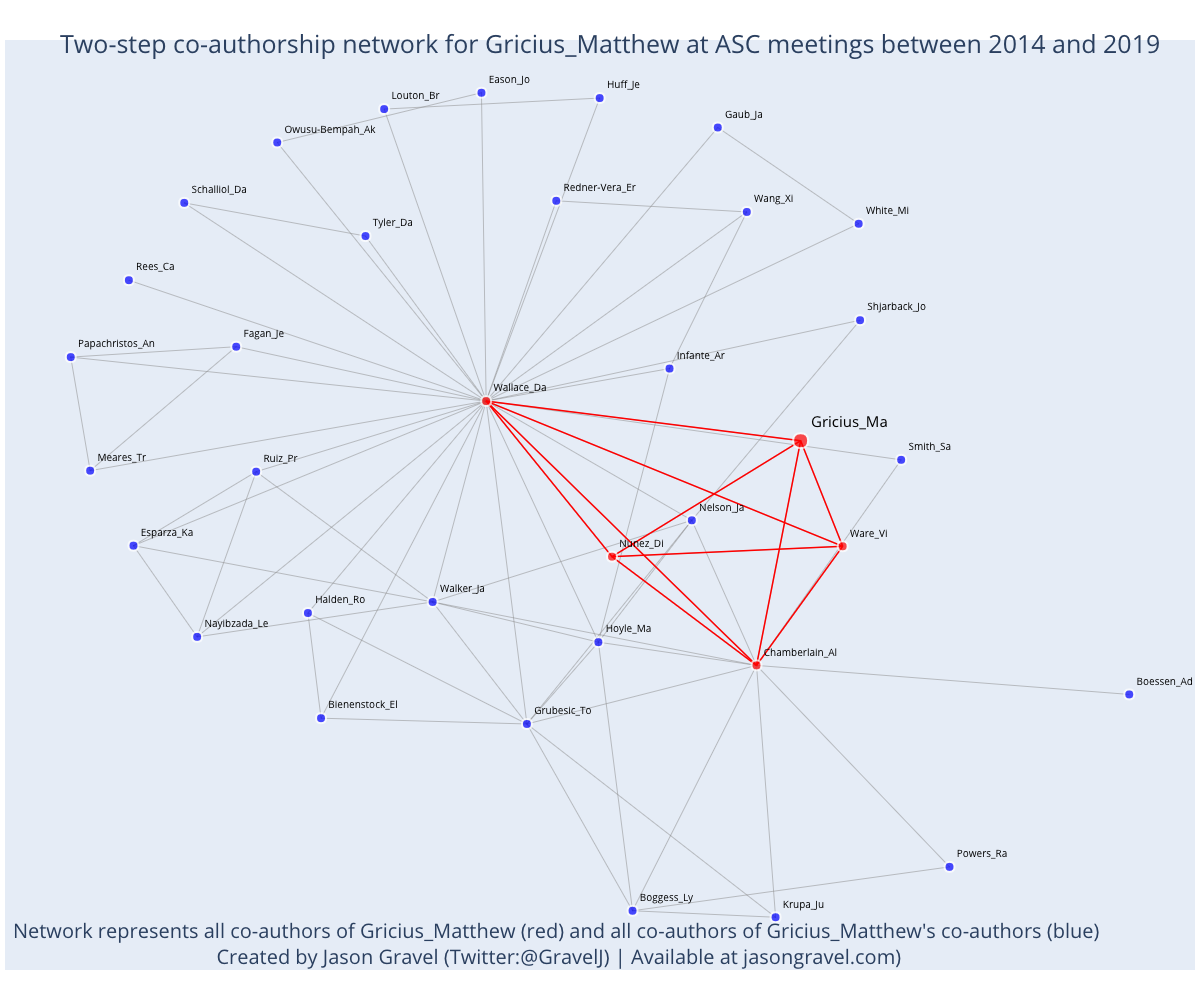 Two-step co-authorship network for Gricius_Matthew at ASC meetings between 2014 and 2019
Eason_Jo
Huff_Je
Louton_Br
Gaub_Ja
Owusu-Bempah_Ak
Schalliol_Da
Redner-Vera_Er
Wang_Xi
White_Mi
Tyler_Da
Rees_Ca
Shjarback_Jo
Papachristos_An
Fagan_Je
Infante_Ar
Wallace_Da
Gricius_Ma
Meares_Tr
Ruiz_Pr
Smith_Sa
Nelson_Ja
Esparza_Ka
Nunez_Di
Ware_Vi
Walker_Ja
Halden_Ro
Nayibzada_Le
Hoyle_Ma
Chamberlain_Al
Boessen_Ad
Bienenstock_El
Grubesic_To
Powers_Ra
Boggess_Ly
Krupa_Ju
Network represents all co-authors of Gricius_Matthew (red) and all co-authors of Gricius_Matthew's co-authors (blue)
Created by Jason Gravel (Twitter:@GravelJ) | Available at jasongravel.com)